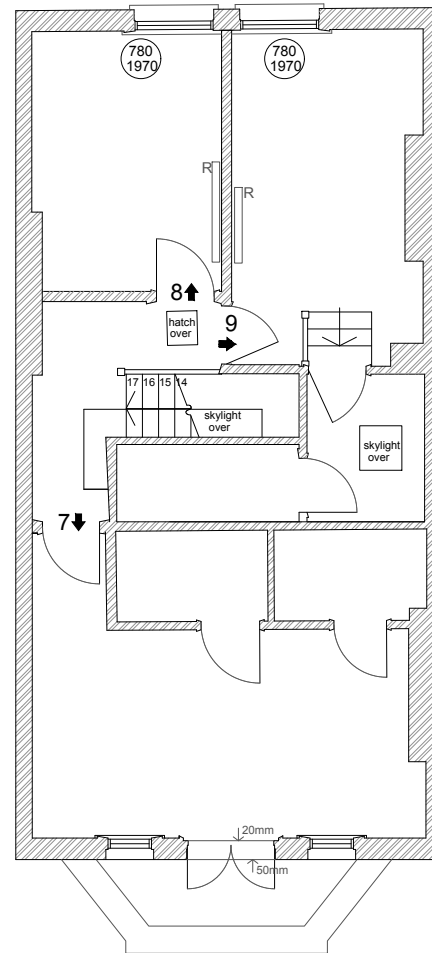 780
1970
780
1970
R
R
8
9
hatch
over
17 16 15 14
skylight
over
skylight
over
7
20mm
50mm